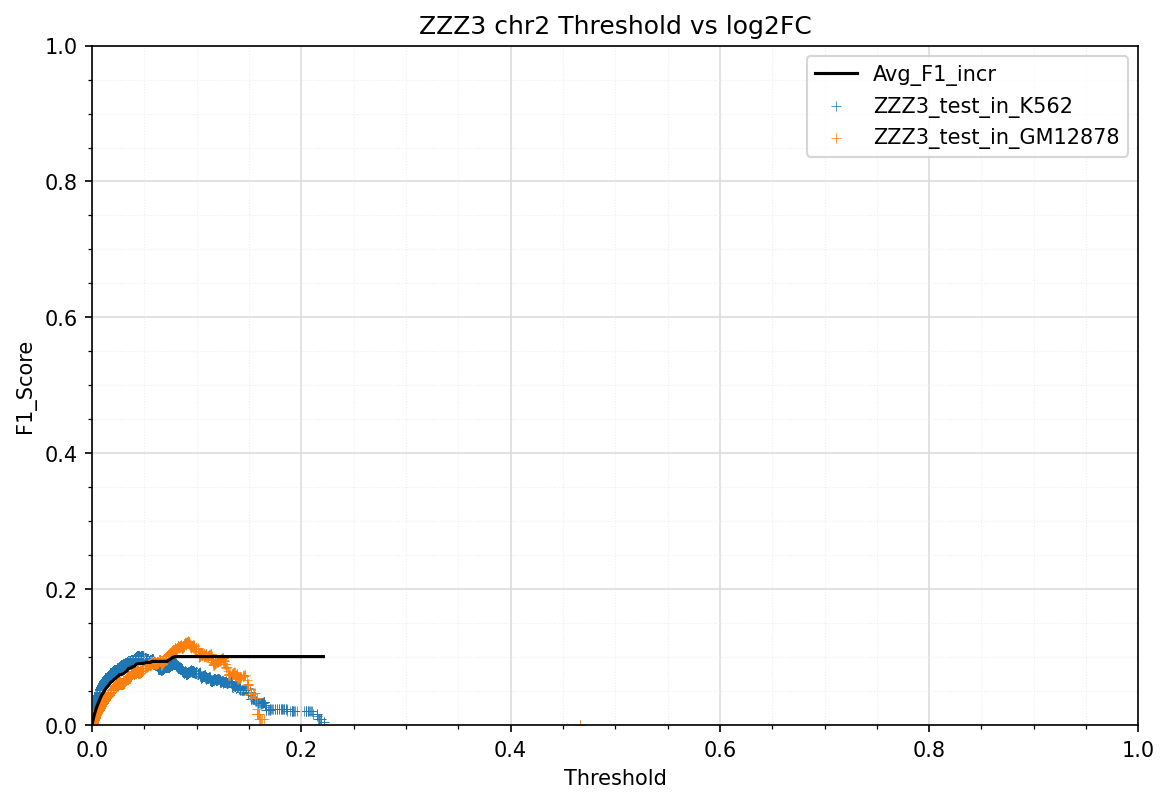 ZZZ3 chr2 Threshold vs log2FC
Avg_F1_incr
ZZZ3_test_in_K562
ZZZ3_test_in_GM12878
F1_Score
1.0
0.8
0.6
0.4
0.2
0.0
0.0 0.2 0.4 0.6 0.8 1.0
Threshold